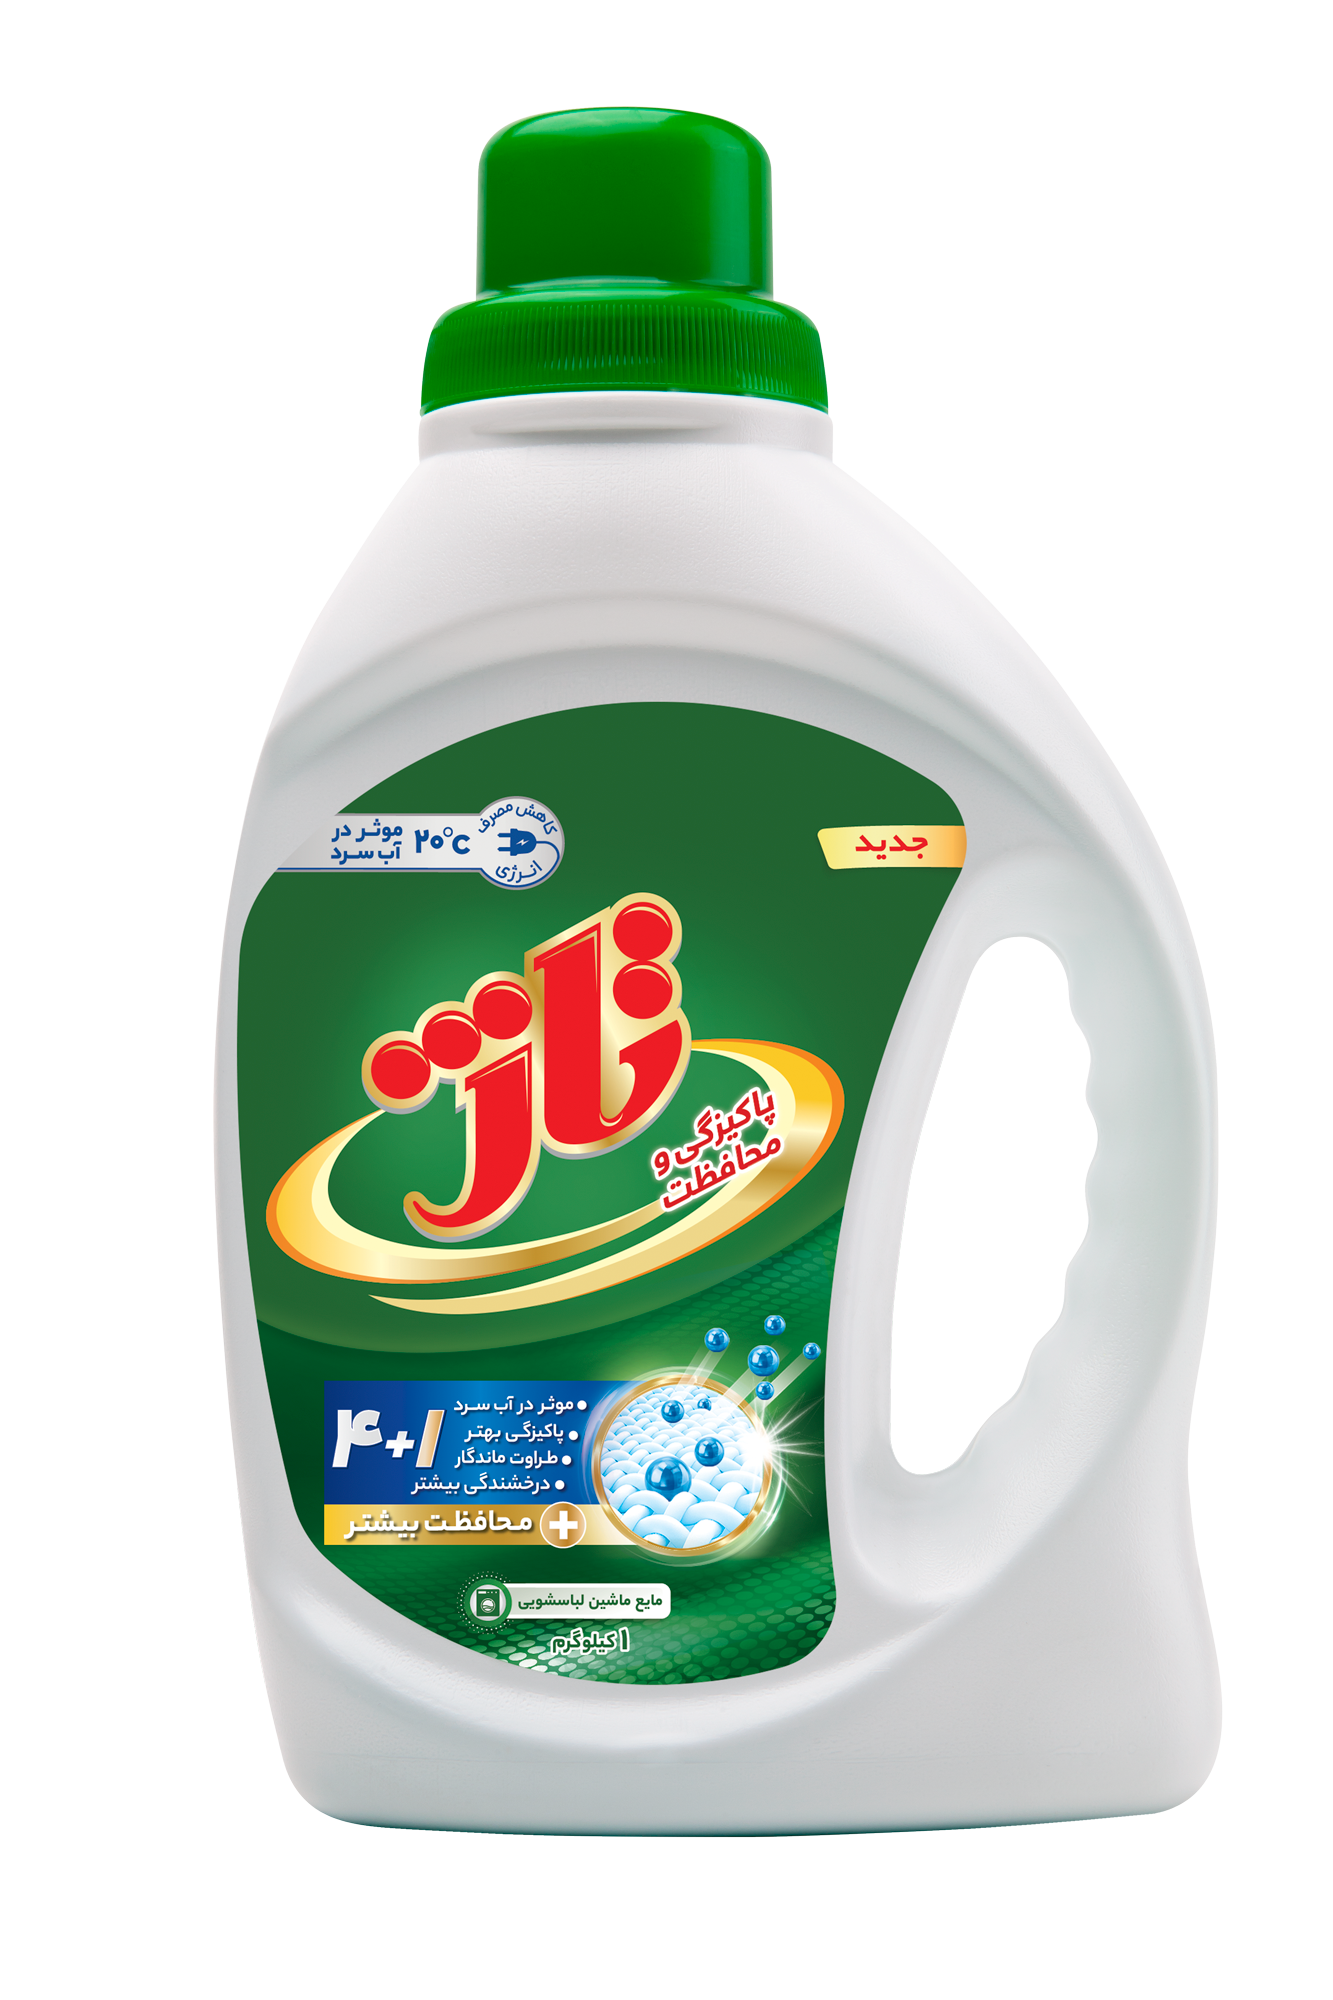 موثر در
آب سرد
۲۰°C
کاهش مصرف
انرژی
جدید
تاژ
پاکیزگی و
محافظت
۴+۱
موثر در آب سرد
پاکیزگی بهتر
طراوت ماندگار
درخشندگی بیشتر
+ محافظت بیشتر
مایع ماشین لباسشویی
۱ کیلوگرم